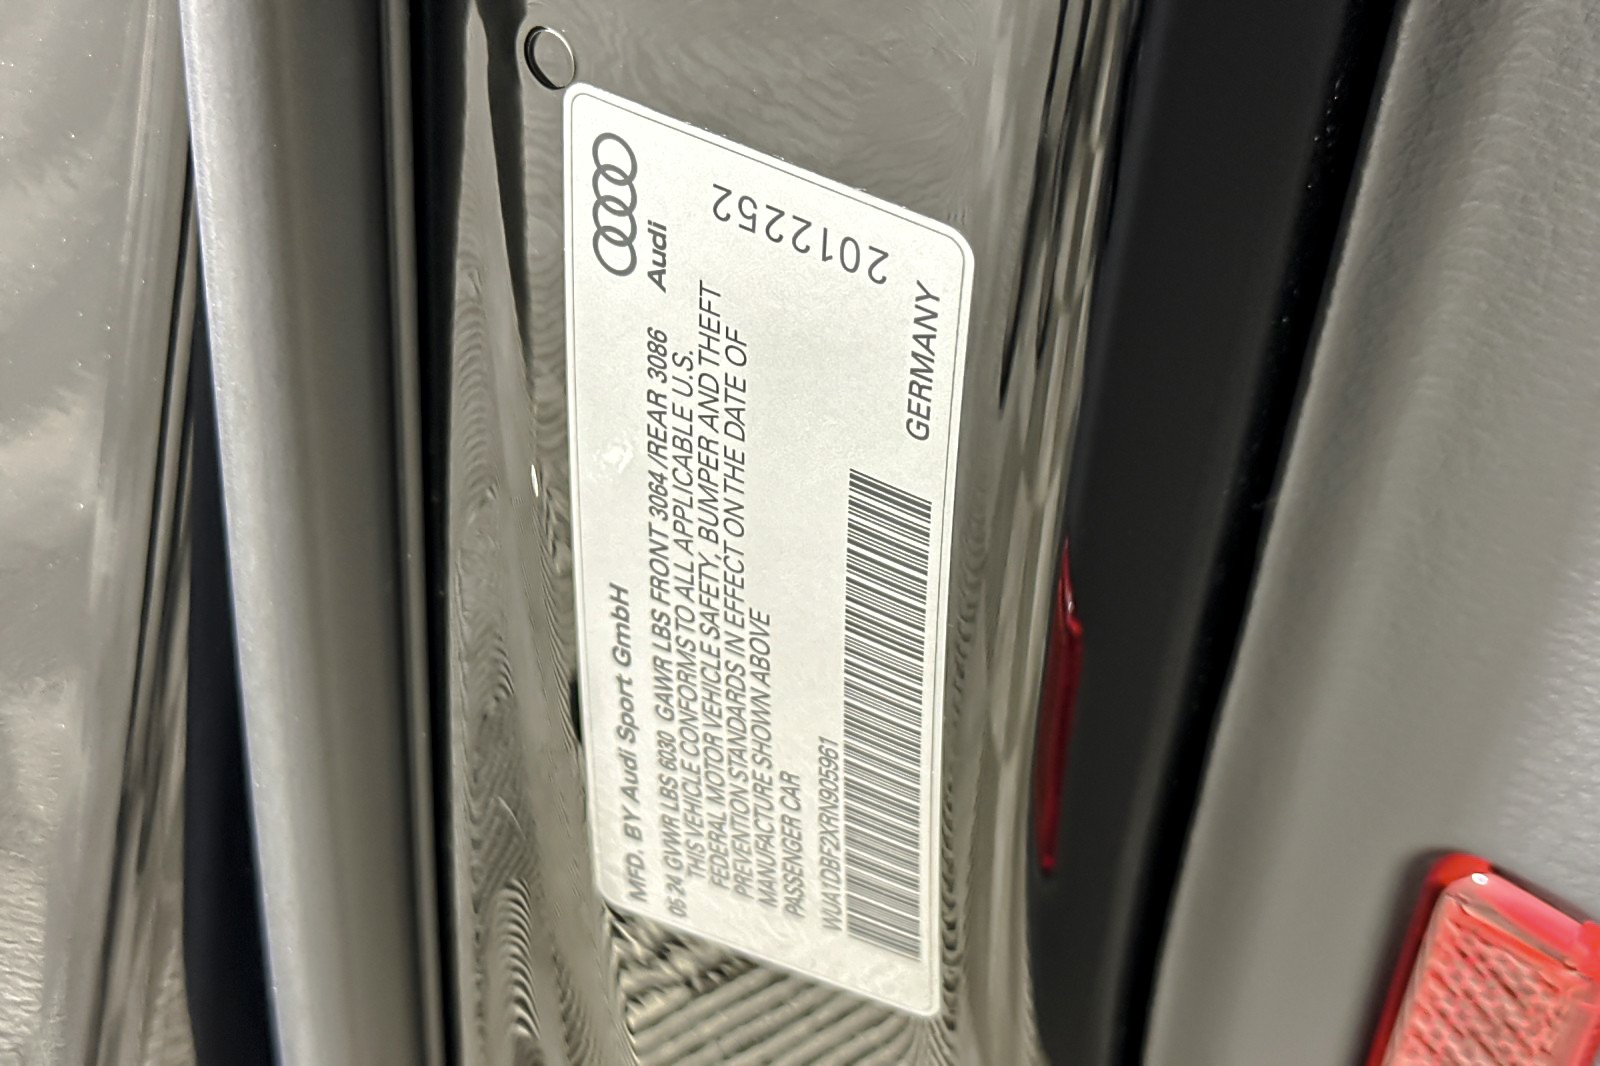 Audi
MFD. BY Audi Sport GmbH
05 24 GVWR LBS 6030 GAWR LBS FRONT 3064 /REAR 3086
THIS VEHICLE CONFORMS TO ALL APPLICABLE U.S.
FEDERAL MOTOR VEHICLE SAFETY, BUMPER AND THEFT
PREVENTION STANDARDS IN EFFECT ON THE DATE OF
MANUFACTURE SHOWN ABOVE
PASSENGER CAR
WUA1DBF2XRN905961
GERMANY
2012252